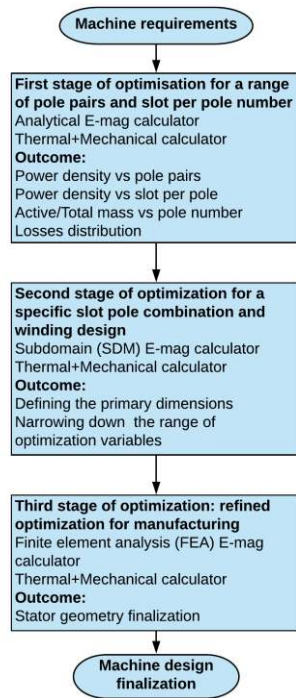 Machine requirements
First stage of optimisation for a range
of pole pairs and slot per pole number
Analytical E-mag calculator
Thermal+Mechanical calculator
Outcome:
Power density vs pole pairs
Power density vs slot per pole
Active/Total mass vs pole number
Losses distribution
Second stage of optimization for a
specific slot pole combination and
winding design
Subdomain (SDM) E-mag calculator
Thermal+Mechanical calculator
Outcome:
Defining the primary dimensions
Narrowing down the range of
optimization variables
Third stage of optimization: refined
optimization for manufacturing
Finite element analysis (FEA) E-mag
calculator
Thermal+Mechanical calculator
Outcome:
Stator geometry finalization
Machine design
finalization